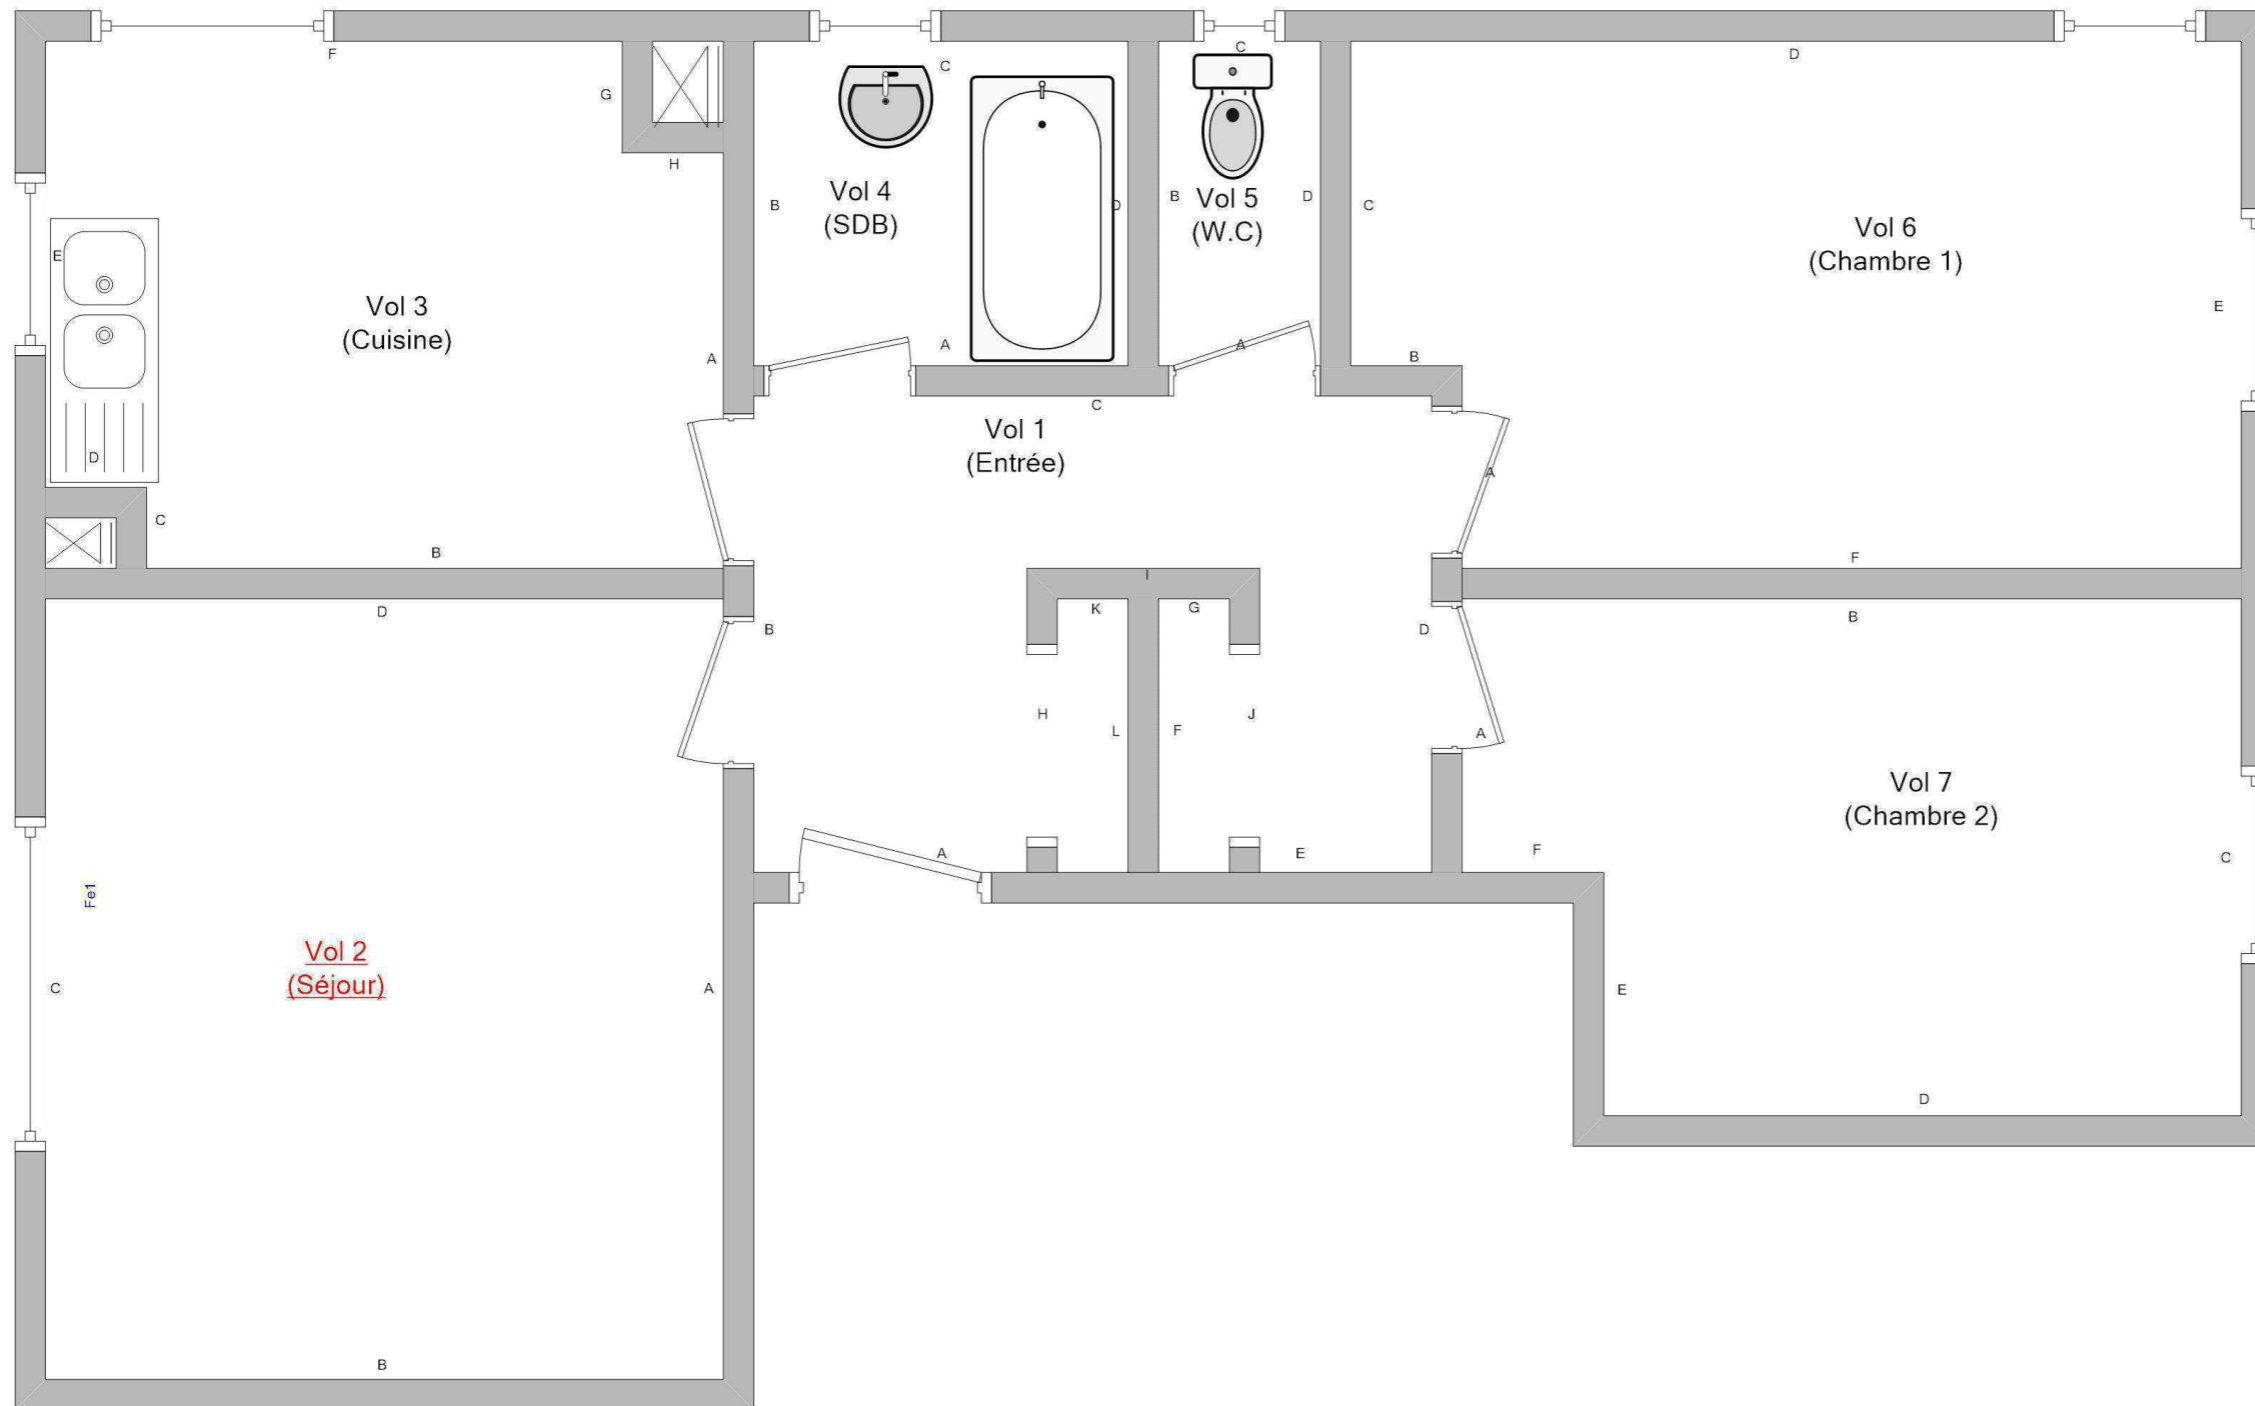 F
C
C
D
G
H
Vol 4
(SDB)
B
D
B
Vol 5
(W.C)
D
C
Vol 6
(Chambre 1)
E
Vol 3
(Cuisine)
E
A
A
A
B
C
Vol 1
(Entrée)
D
A
C
B
F
I
D
K
G
B
B
D
H
L
F
J
A
Vol 7
(Chambre 2)
A
E
F
C
Fe1
Vol 2
(Séjour)
C
A
E
D
B